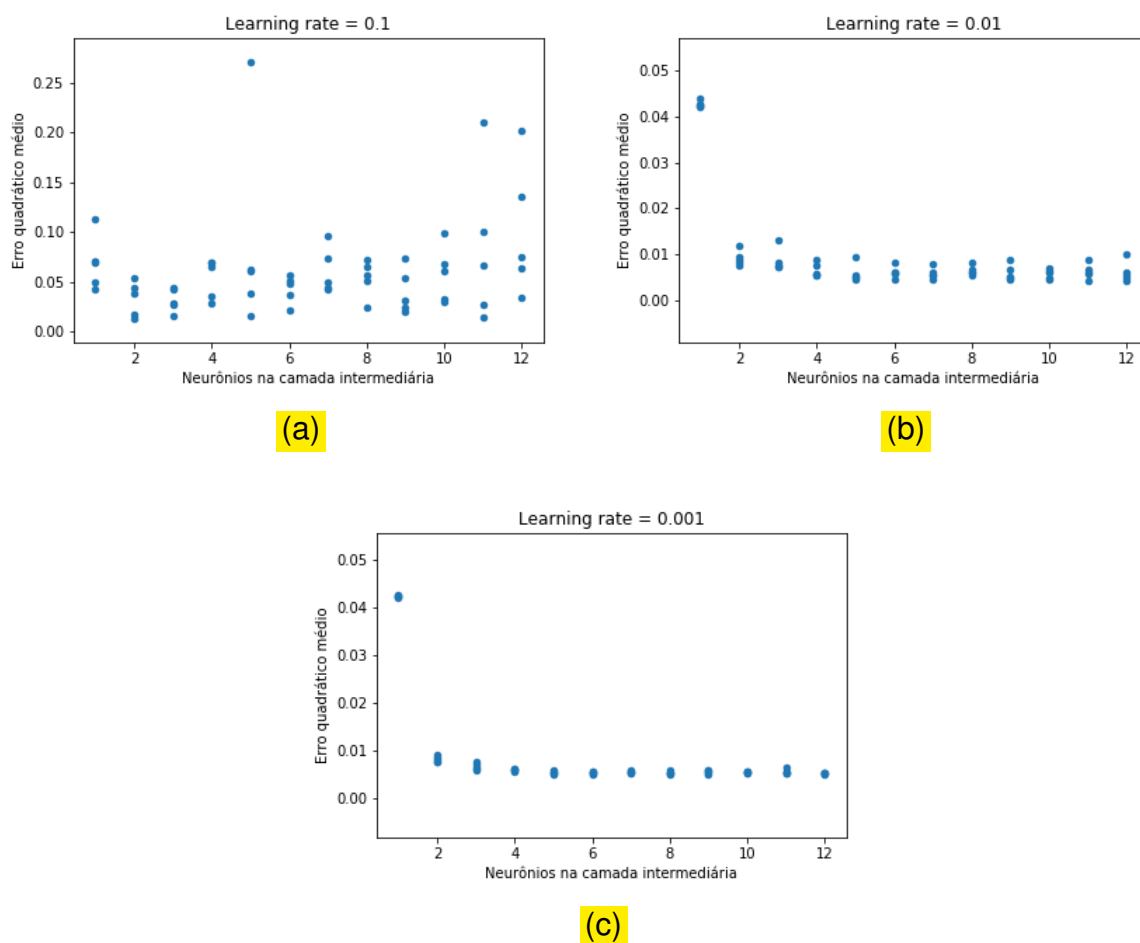 Learning rate = 0.1
0.25
0.20
0.15
0.10
0.05
0.00
Erro quadrático médio
2 4 6 8 10 12
Neurônios na camada intermediária
(a)
Learning rate = 0.01
0.05
0.04
0.03
0.02
0.01
0.00
Erro quadrático médio
2 4 6 8 10 12
Neurônios na camada intermediária
(b)
Learning rate = 0.001
0.05
0.04
0.03
0.02
0.01
0.00
Erro quadrático médio
2 4 6 8 10 12
Neurônios na camada intermediária
(c)